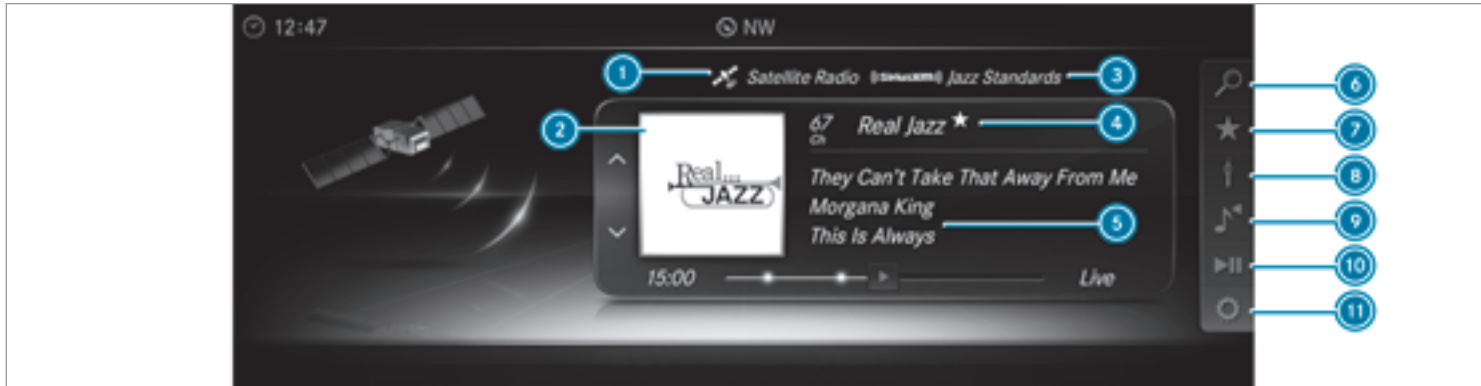 12:47
NW
1
Satellite Radio ((SiriusXM)) Jazz Standards
3
6
2
67
Ch
Real Jazz
4
7
Real...
JAZZ
They Can't Take That Away From Me
8
Morgana King
This Is Always
5
9
15:00
Live
10
11